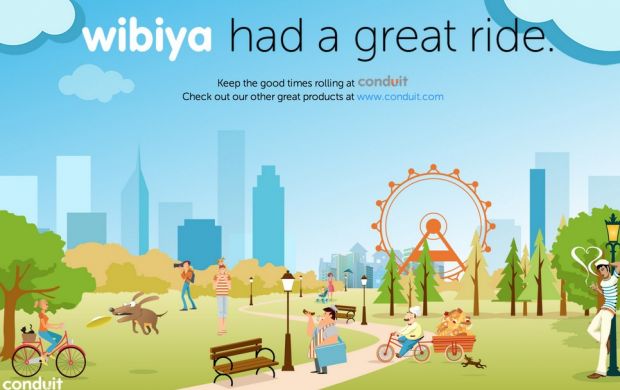 wibiya had a great ride.
Keep the good times rolling at conduit
Check out our other great products at www.conduit.com
conduit